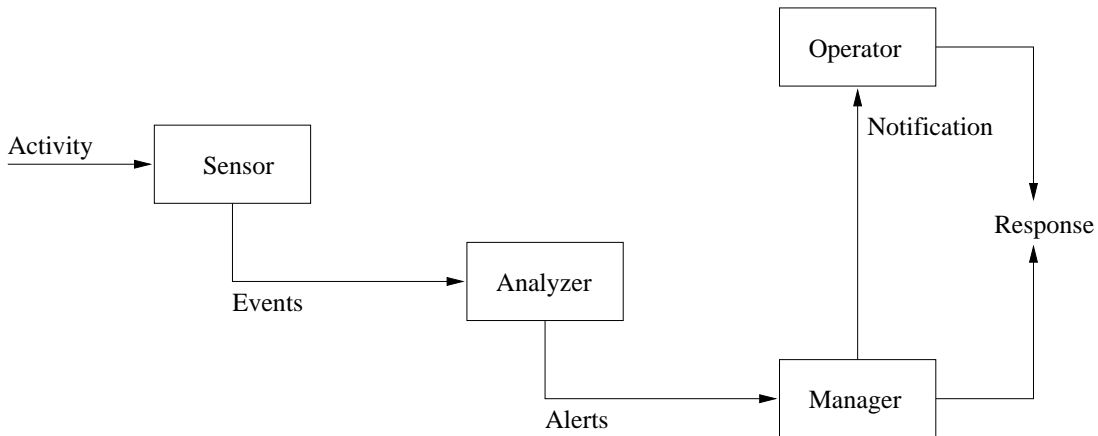 Operator
Activity
Notification
Sensor
Response
Analyzer
Events
Manager
Alerts